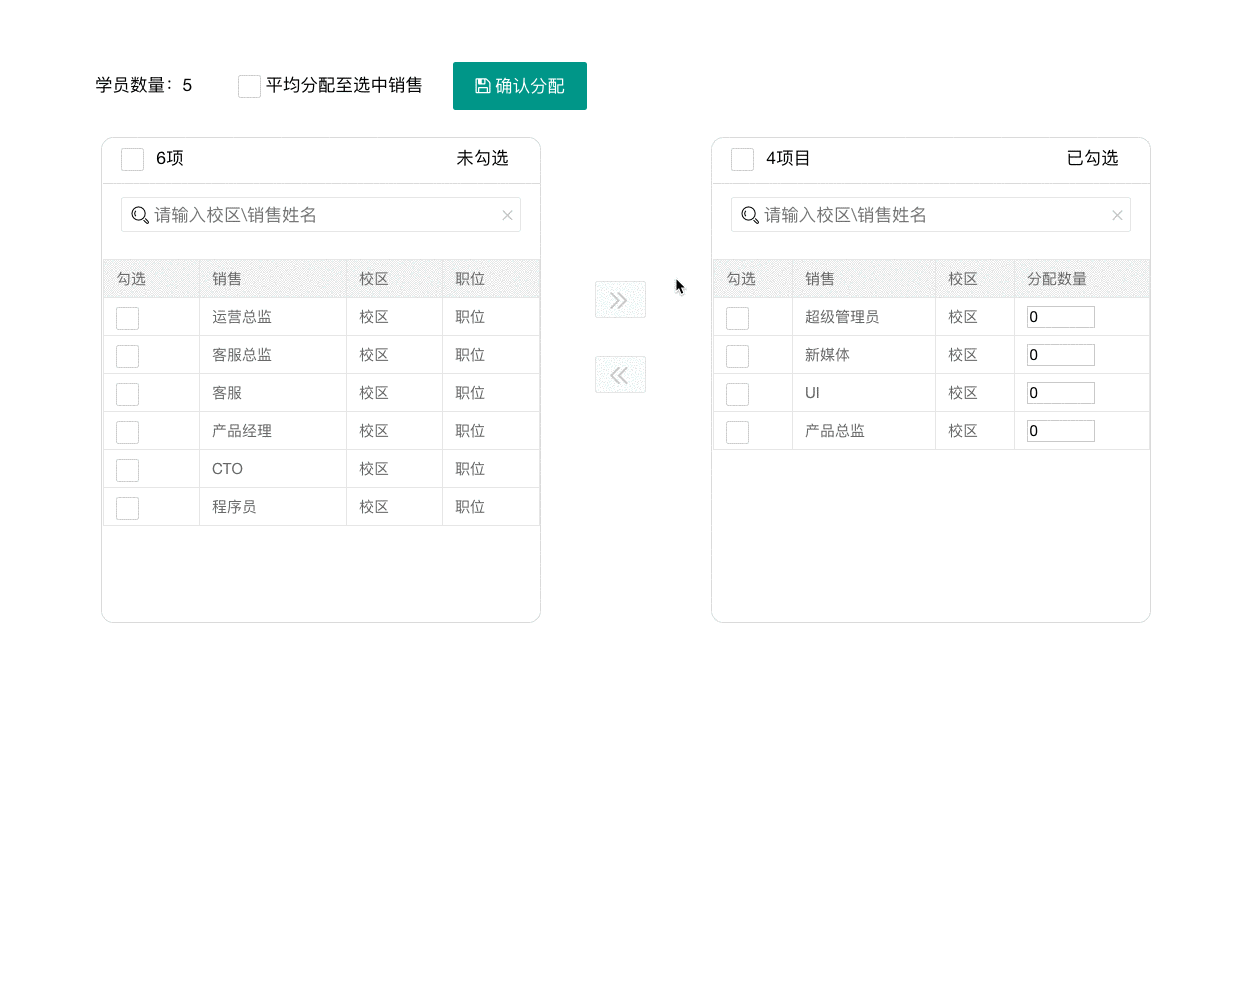 学员数量：5 平均分配至选中销售 确认分配
6项 未勾选
请输入校区\销售姓名
勾选 销售 校区 职位
运营总监 校区 职位
客服总监 校区 职位
客服 校区 职位
产品经理 校区 职位
CTO 校区 职位
程序员 校区 职位
4项目 已勾选
请输入校区\销售姓名
勾选 销售 校区 分配数量
超级管理员 校区 0
新媒体 校区 0
UI 校区 0
产品总监 校区 0